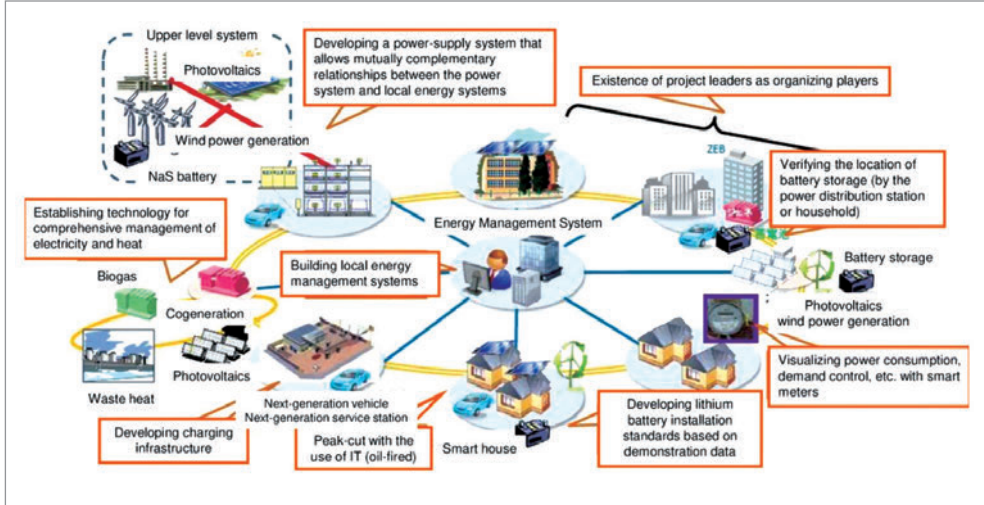 Upper level system
Photovoltaics
Wind power generation
NaS battery
Developing a power-supply system that
allows mutually complementary
relationships between the power
system and local energy systems
Existence of project leaders as organizing players
ZEB
Verifying the location of
battery storage (by the
power distribution station
or household)
Establishing technology for
comprehensive management of
electricity and heat
Energy Management System
Building local energy
management systems
Battery storage
Photovoltaics
wind power generation
Biogas
Cogeneration
Photovoltaics
Waste heat
Visualizing power consumption,
demand control, etc. with smart
meters
Next-generation vehicle
Next-generation service station
Developing charging
infrastructure
Peak-cut with the
use of IT (oil-fired)
Smart house
Developing lithium
battery installation
standards based on
demonstration data